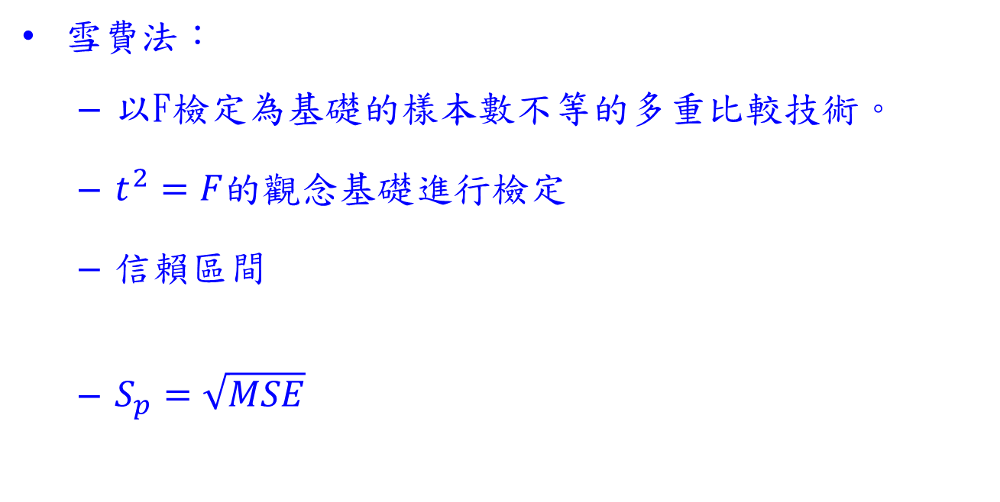 • 雪費法：
– 以F檢定為基礎的樣本數不等的多重比較技術。
– t² = F的觀念基礎進行檢定
– 信賴區間
– Sₚ = √MSE